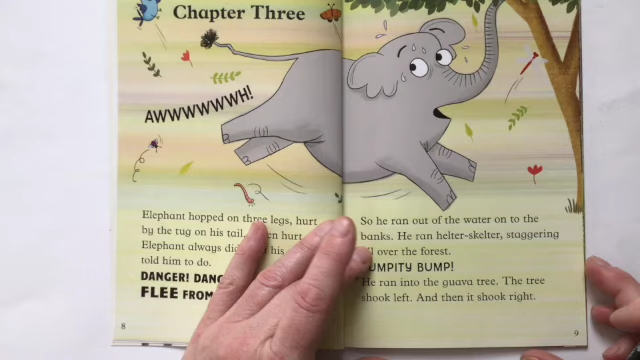 Chapter Three
AWWWWWWH!
Elephant hopped on three legs, hurt
by the tug on his tail. hurt
Elephant always his
told him to do.
DANGER!
FLEE FROM
8
So he ran out of the water on to the
banks. He ran helter-skelter, staggering
over the forest.
BUMP!
He ran into the guava tree. The tree
shook left. And then it shook right.
9